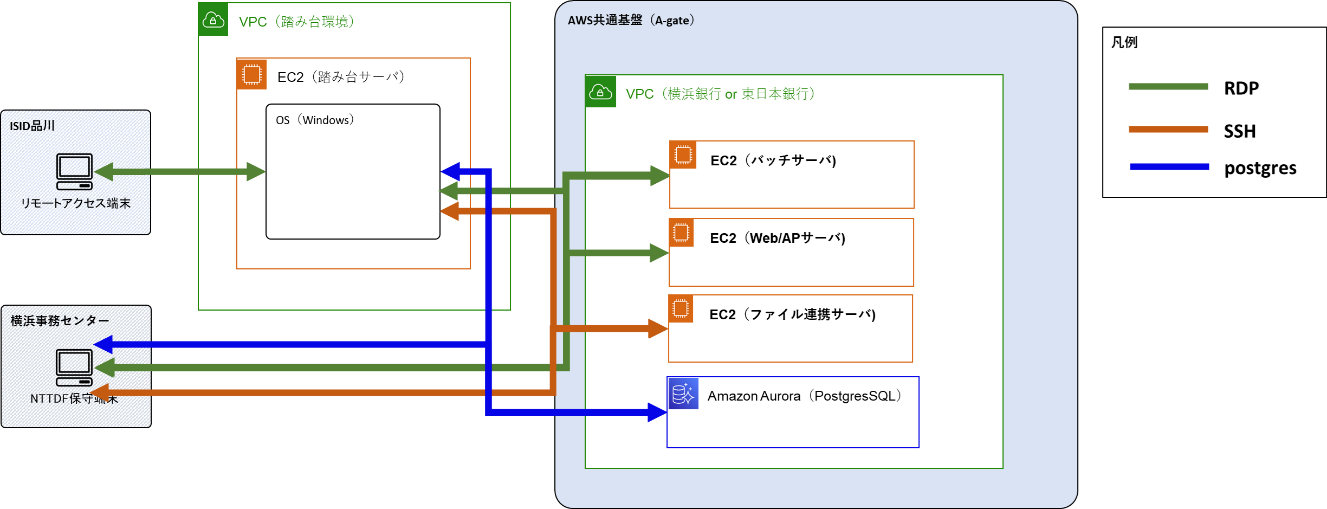 VPC（踏み台環境）
EC2（踏み台サーバ）
OS（Windows）
ISID品川
リモートアクセス端末
横浜事務センター
NTTDF保守端末
AWS共通基盤（A-gate）
VPC（横浜銀行 or 東日本銀行）
EC2（バッチサーバ)
EC2（Web/APサーバ)
EC2（ファイル連携サーバ)
Amazon Aurora（PostgresSQL）
凡例
RDP
SSH
postgres